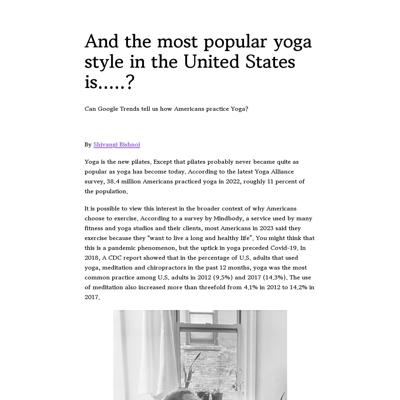 And the most popular yoga
style in the United States
is.....?
Can Google Trends tell us how Americans practice Yoga?
By Shivangi Bishnoi
Yoga is the new pilates. Except that pilates probably never became quite as
popular as yoga has become today. According to the latest Yoga Alliance
survey, 38.4 million Americans practiced yoga in 2022, roughly 11 percent of
the population.
It is possible to view this interest in the broader context of why Americans
choose to exercise. According to a survey by Mindbody, a service used by many
fitness and yoga studios and their clients, most Americans in 2023 said they
exercise because they "want to live a long and healthy life". You might think that
this is a pandemic phenomenon, but the uptick in yoga preceded Covid-19. In
2018, A CDC report showed that in the percentage of U.S. adults that used
yoga, meditation and chiropractors in the past 12 months, yoga was the most
common practice among U.S. adults in 2012 (9.5%) and 2017 (14.3%). The use
of meditation also increased more than threefold from 4.1% in 2012 to 14.2% in
2017.